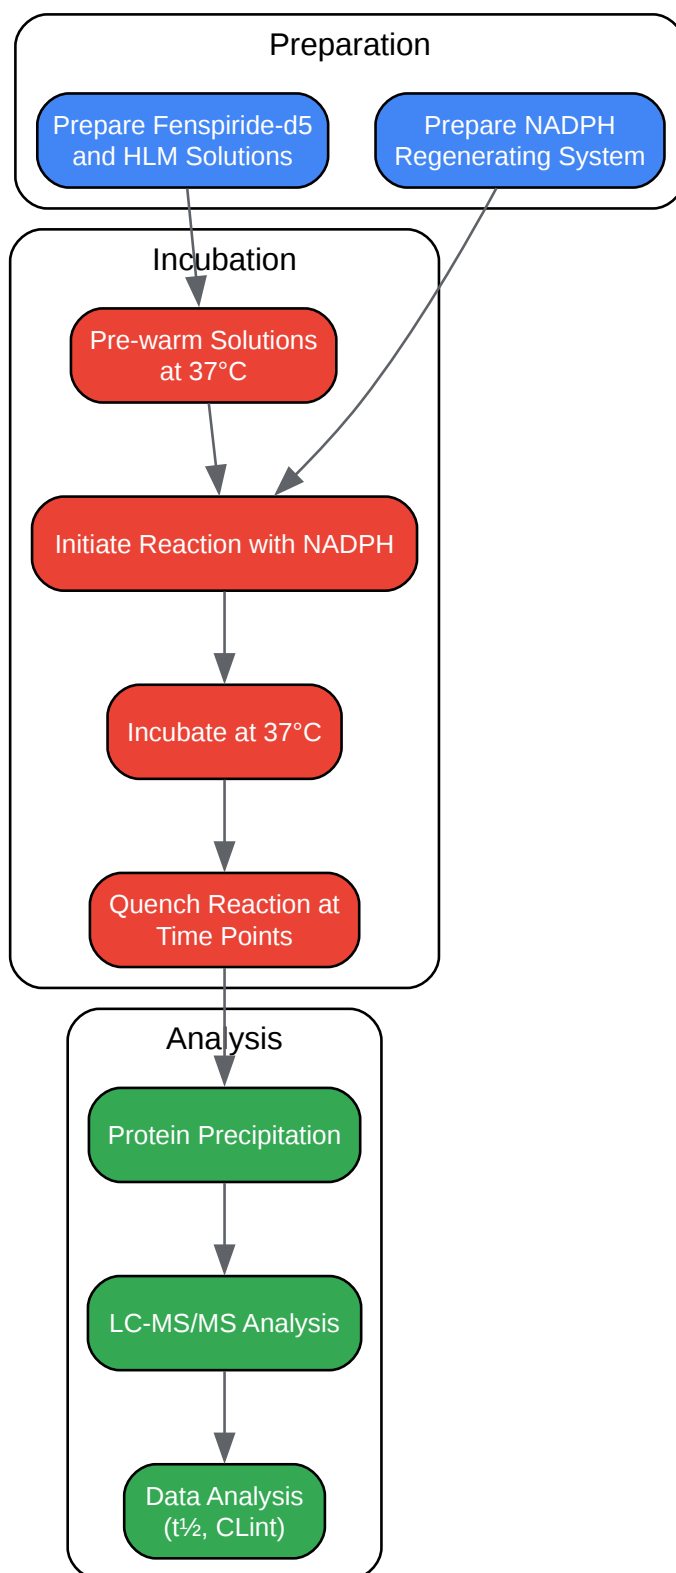 Preparation
Prepare Fenspiride-d5
and HLM Solutions
Prepare NADPH
Regenerating System
Incubation
Pre-warm Solutions
at 37°C
Initiate Reaction with NADPH
Incubate at 37°C
Quench Reaction at
Time Points
Analysis
Protein Precipitation
LC-MS/MS Analysis
Data Analysis
(t½, CLint)